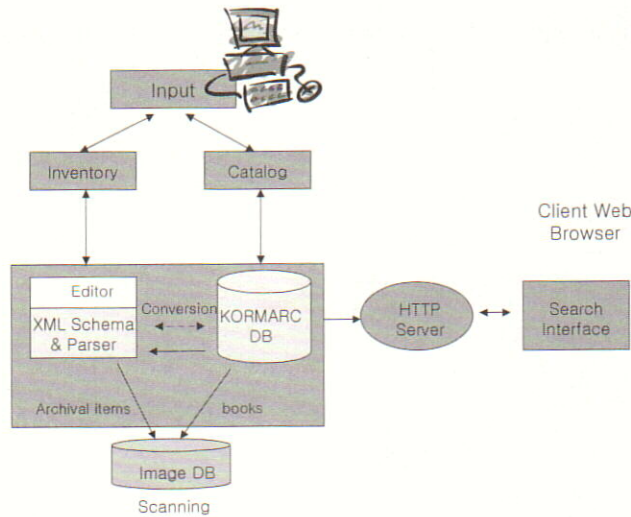 Input
Inventory
Catalog
Client Web
Browser
Editor
XML Schema
& Parser
Conversion
KORMARC
DB
HTTP
Server
Search
Interface
Archival items
books
Image DB
Scanning